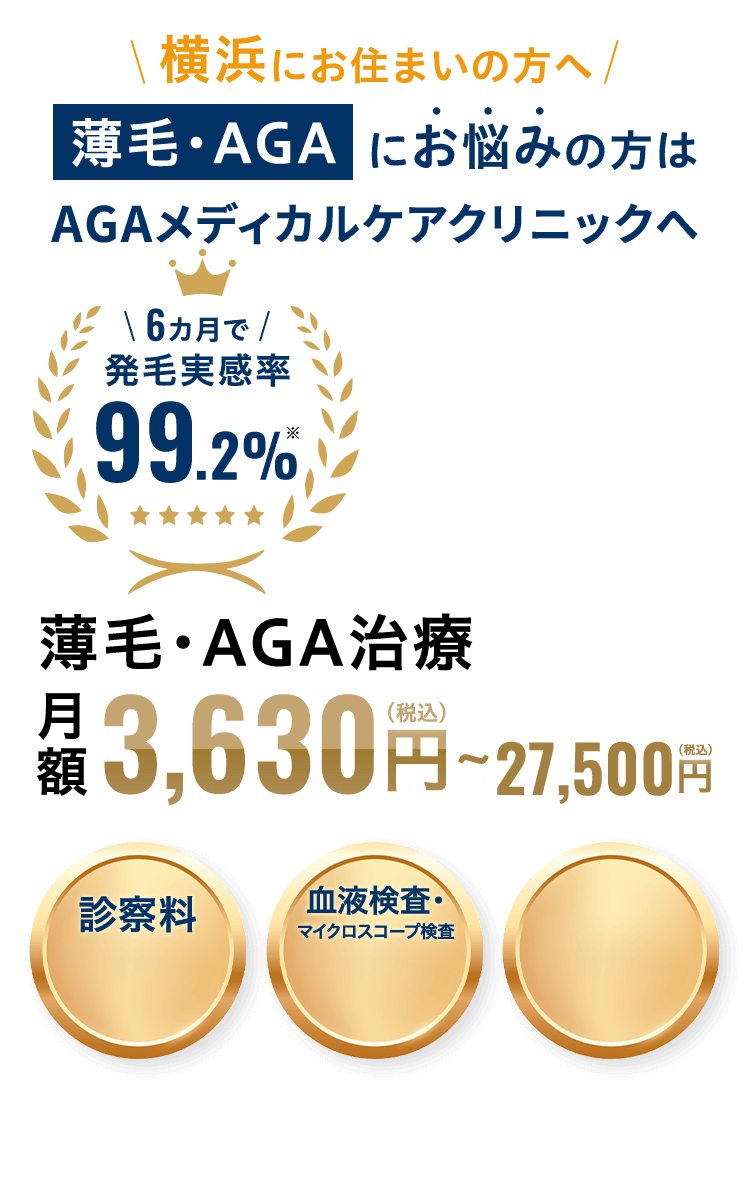 \ 横浜にお住まいの方へ /
薄毛・AGA にお悩みの方は
AGAメディカルケアクリニックへ
\ 6カ月で /
発毛実感率
99.2%※
薄毛・AGA治療
月額 3,630円(税込)~27,500円(税込)
診察料
血液検査・
マイクロスコープ検査